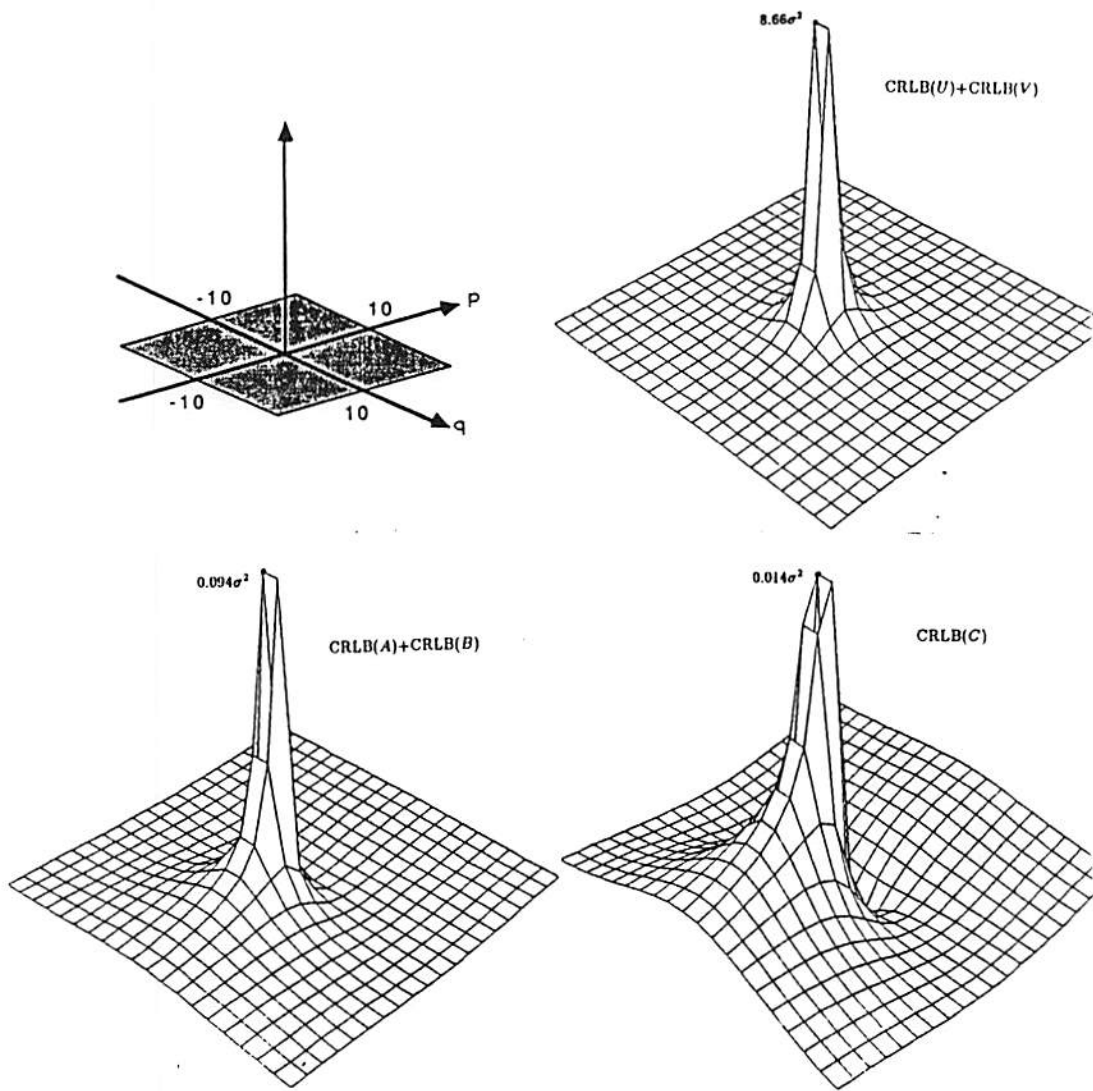 8.66σ²
CRLB(U)+CRLB(V)
-10
10
P
-10
10
q
0.094σ²
CRLB(A)+CRLB(B)
0.014σ²
CRLB(C)